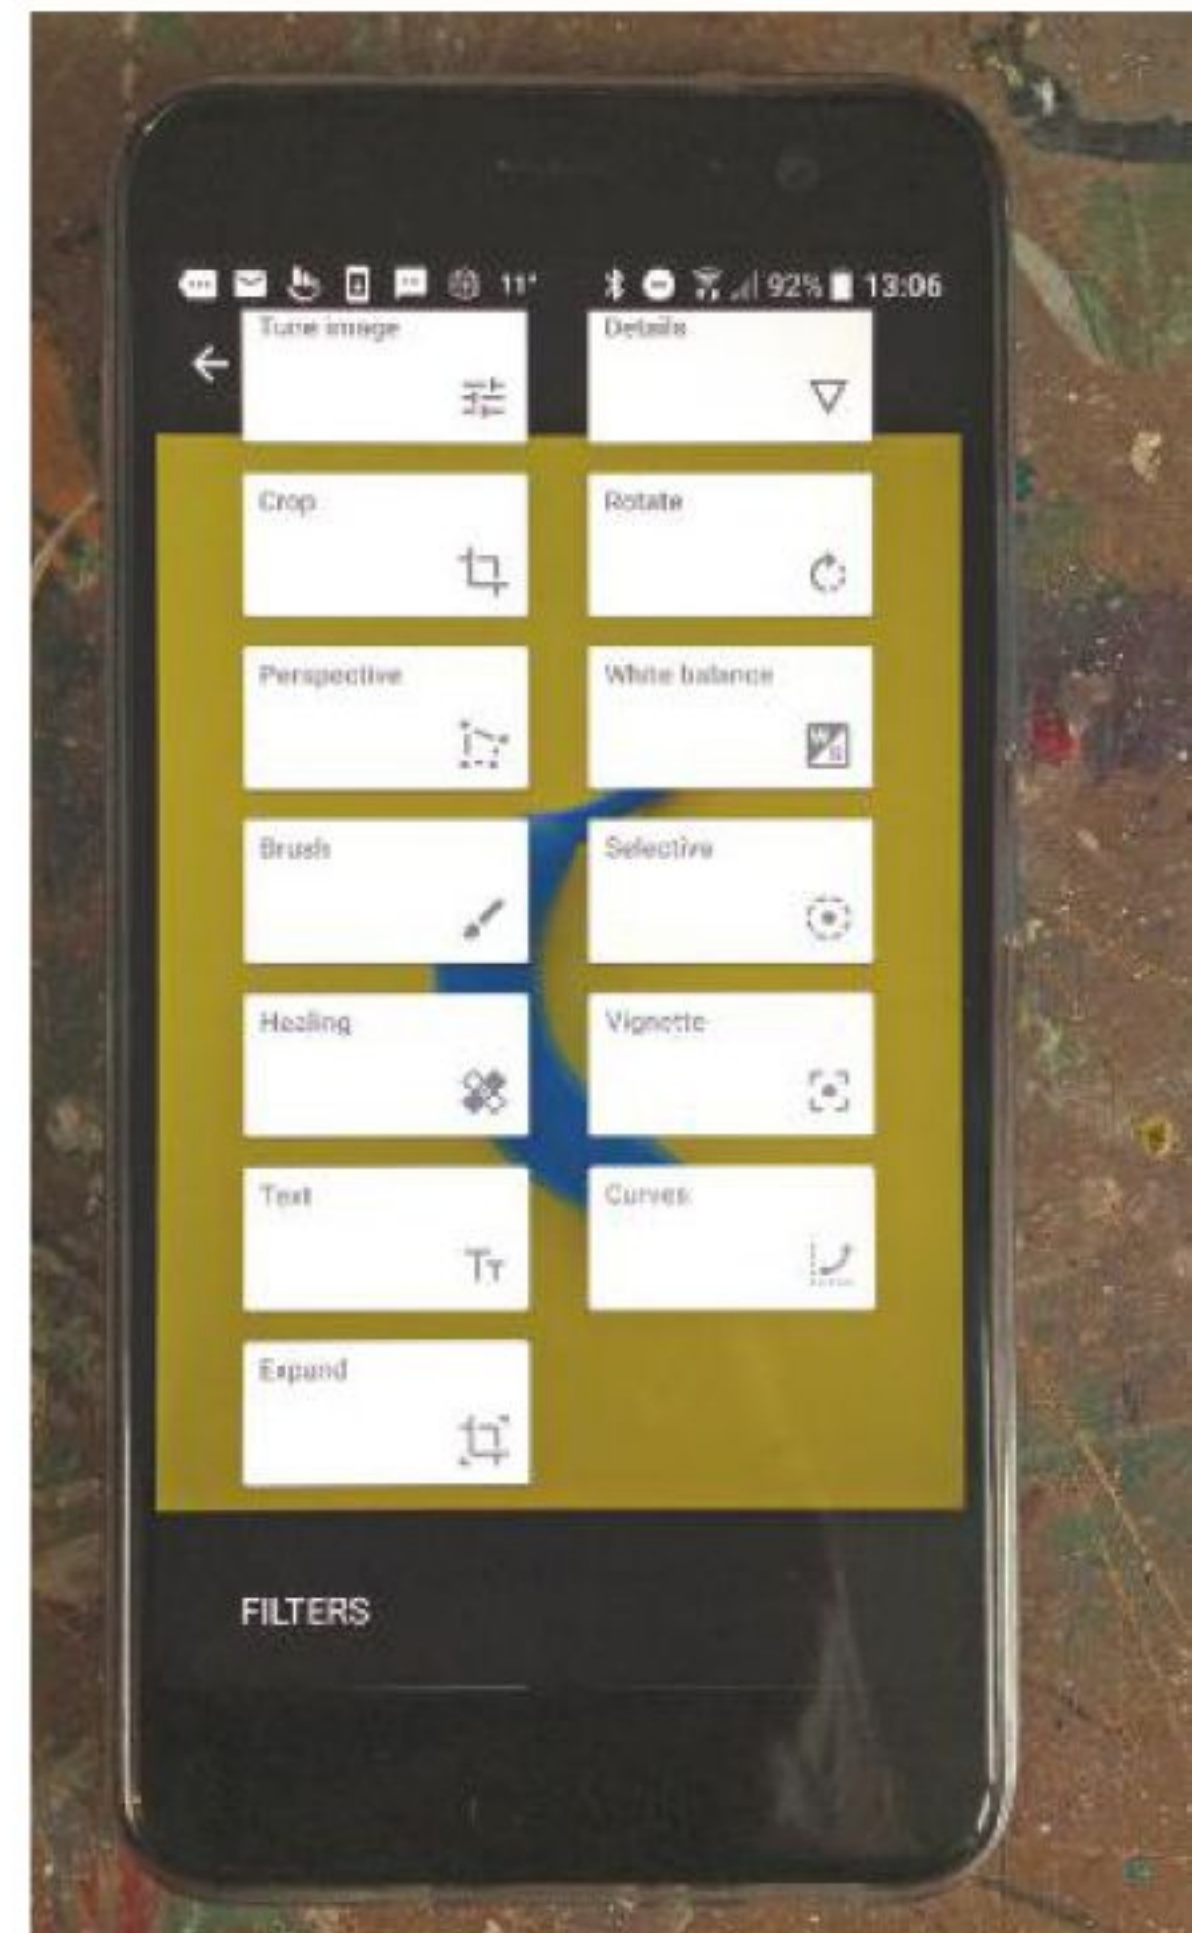 11° 92% 13:06
Tune image Details
Crop Rotate
Perspective White balance
Brush Selective
Healing Vignette
Text Curves
Expand
FILTERS